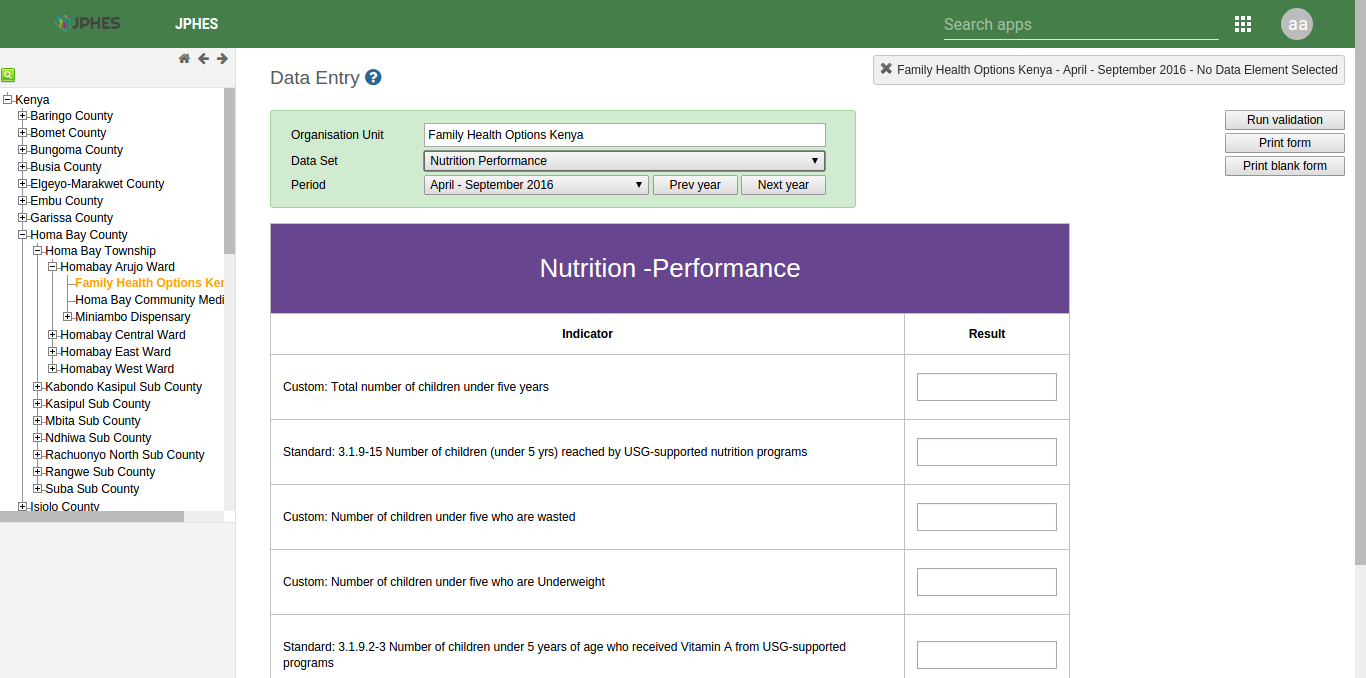 JPHES
JPHES
Search apps
aa
Kenya
Baringo County
Bomet County
Bungoma County
Busia County
Elgeyo-Marakwet County
Embu County
Garissa County
Homa Bay County
Homa Bay Township
Homabay Arujo Ward
Family Health Options Ken
Homa Bay Community Medi
Miniambo Dispensary
Homabay Central Ward
Homabay East Ward
Homabay West Ward
Kabondo Kasipul Sub County
Kasipul Sub County
Mbita Sub County
Ndhiwa Sub County
Rachuonyo North Sub County
Rangwe Sub County
Suba Sub County
Isiolo County
Data Entry ?
Family Health Options Kenya - April - September 2016 - No Data Element Selected
Organisation Unit Family Health Options Kenya
Data Set Nutrition Performance
Period April - September 2016 Prev year Next year
Run validation
Print form
Print blank form
Nutrition -Performance
Indicator Result
Custom: Total number of children under five years
Standard: 3.1.9-15 Number of children (under 5 yrs) reached by USG-supported nutrition programs
Custom: Number of children under five who are wasted
Custom: Number of children under five who are Underweight
Standard: 3.1.9.2-3 Number of children under 5 years of age who received Vitamin A from USG-supported
programs